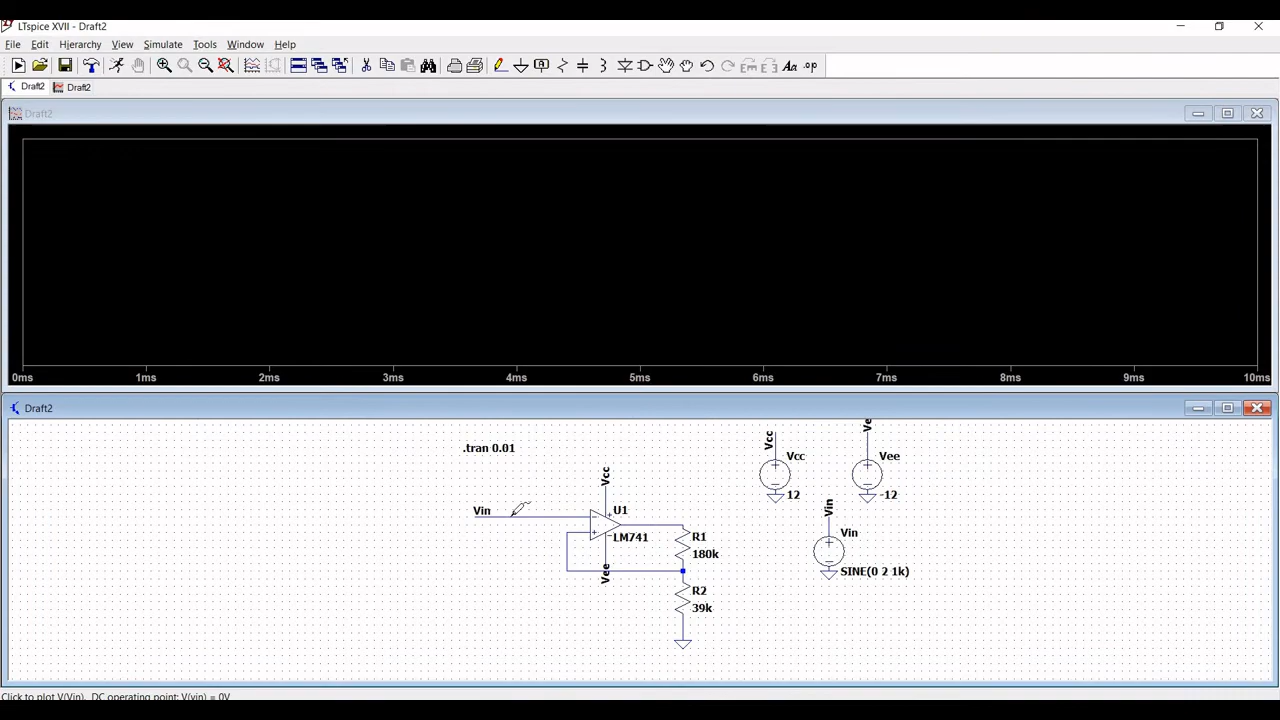 LTspice XVII - Draft2
File Edit Hierarchy View Simulate Tools Window Help
.op
Draft2 Draft2
Draft2
0ms 1ms 2ms 3ms 4ms 5ms 6ms 7ms 8ms 9ms 10ms
Draft2
.tran 0.01
Vcc
Vcc
12
Ve
Vee
-12
Vin
Vcc
U1
LM741
Vee
R1
180k
R2
39k
Vin
Vin
SINE(0 2 1k)
Click to plot V(Vin). DC operating point: V(vin) = 0V